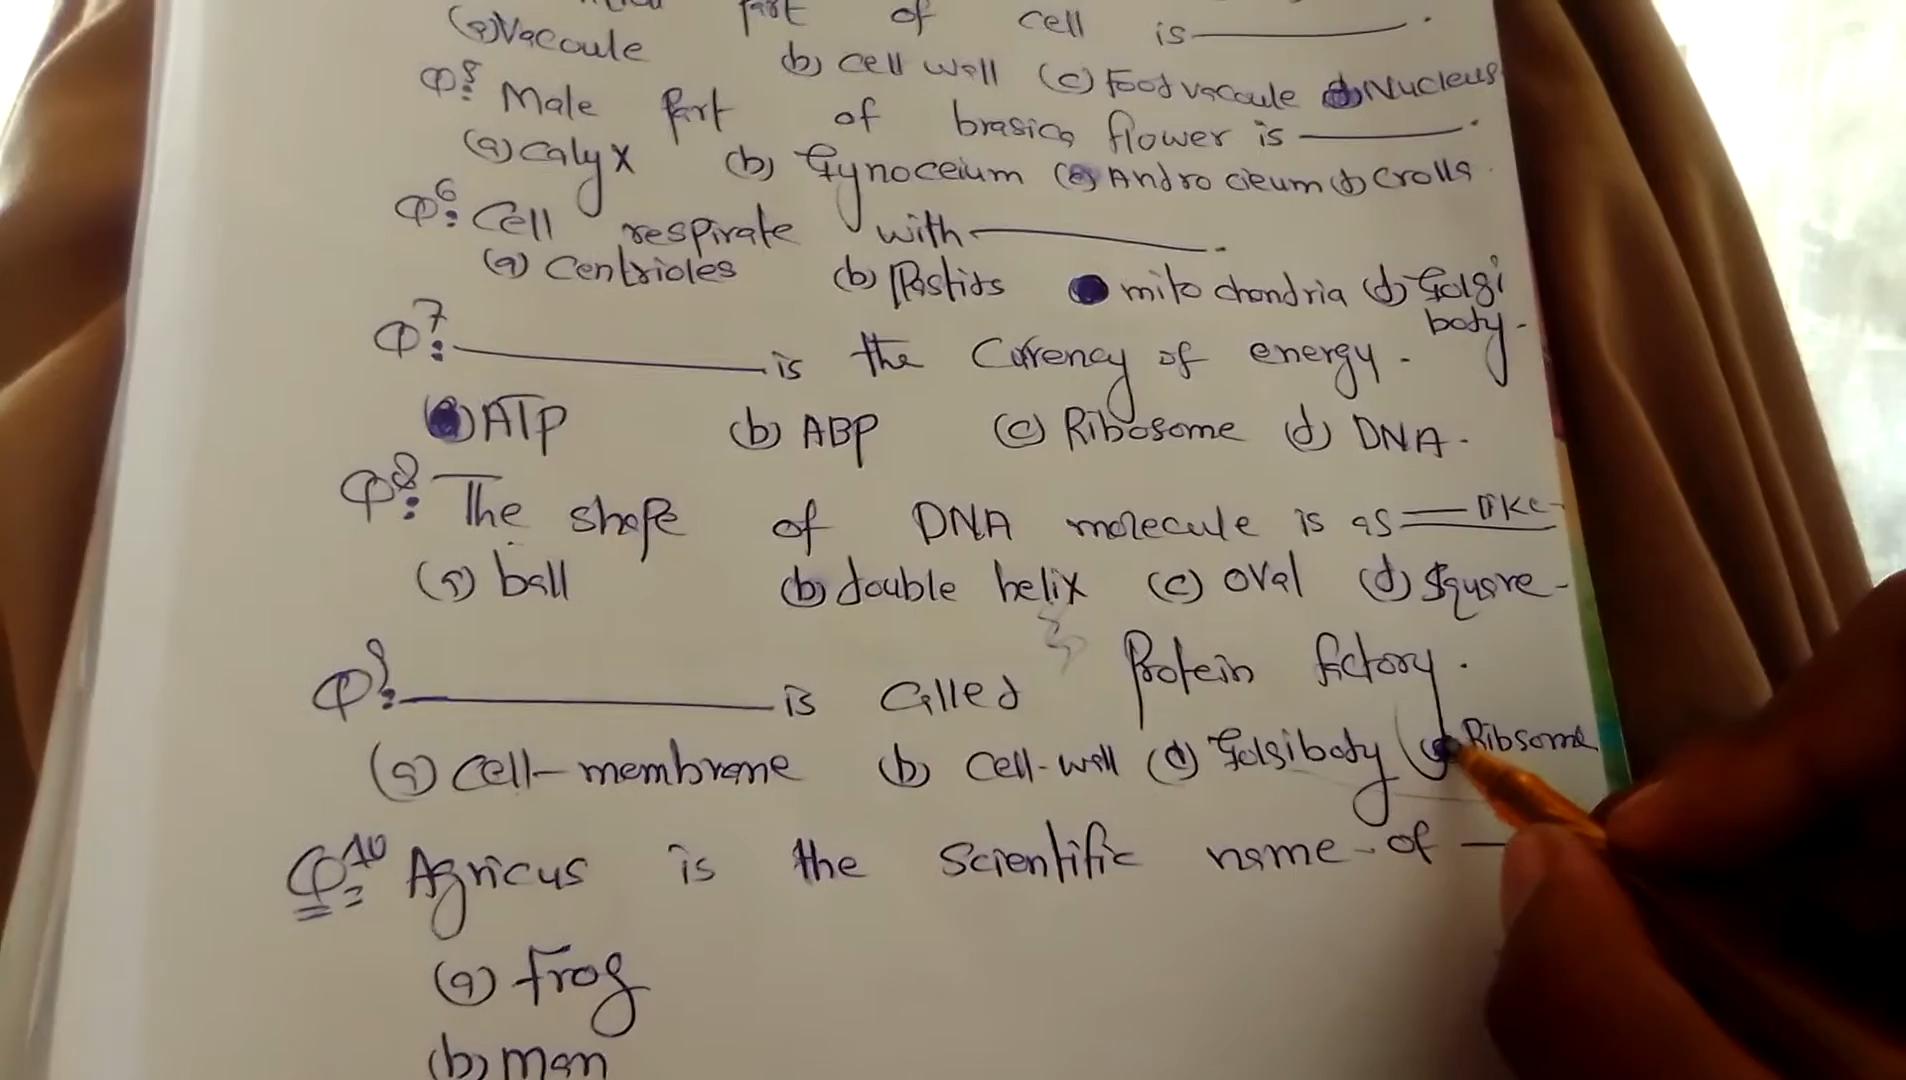 part of cell is
(a) Vacoule (b) cell wall (c) Food vacoule (d) Nucleus
Q5: Male Part of brasica flower is
(a) calyx (b) Gynoceium (c) Androcieum (d) Crolla.
Q6: Cell respirate with
(a) Centrioles (b) Plastids mitochondria (d) Golgi body.
Q7: is the Currency of energy.
(a) ATP (b) ABP (c) Ribosome (d) DNA.
Q8: The shape of DNA molecule is as like
(a) ball (b) double helix (c) oval (d) Square.
Q9: is called Protein factory.
(a) Cell-membrane (b) Cell-wall (d) Golgibody Ribsome
Q10: Agricus is the Scientific name of
(a) frog
(b) man